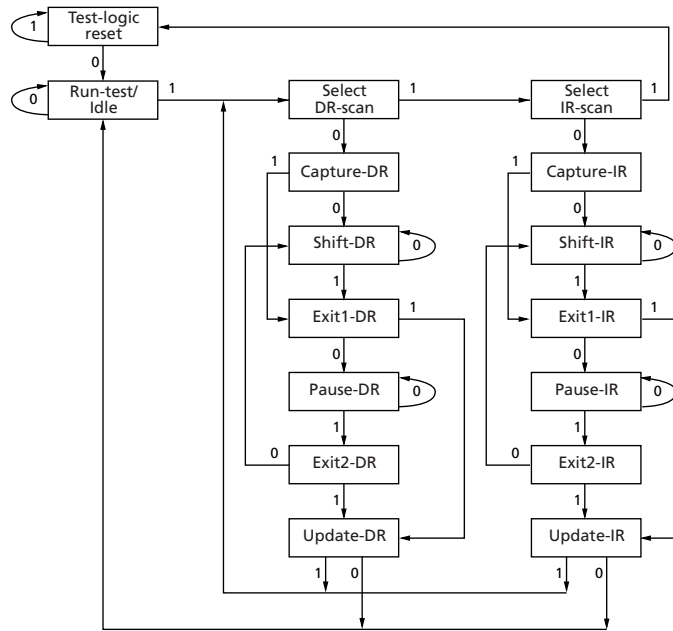 Test-logic
reset
1
0
Run-test/
Idle
0
1
Select
DR-scan
1
Select
IR-scan
1
0
0
1
Capture-DR
1
Capture-IR
0
0
Shift-DR
0
Shift-IR
0
1
1
Exit1-DR
1
Exit1-IR
1
0
0
Pause-DR
0
Pause-IR
0
1
1
0
Exit2-DR
0
Exit2-IR
1
1
Update-DR
Update-IR
1
0
1
0